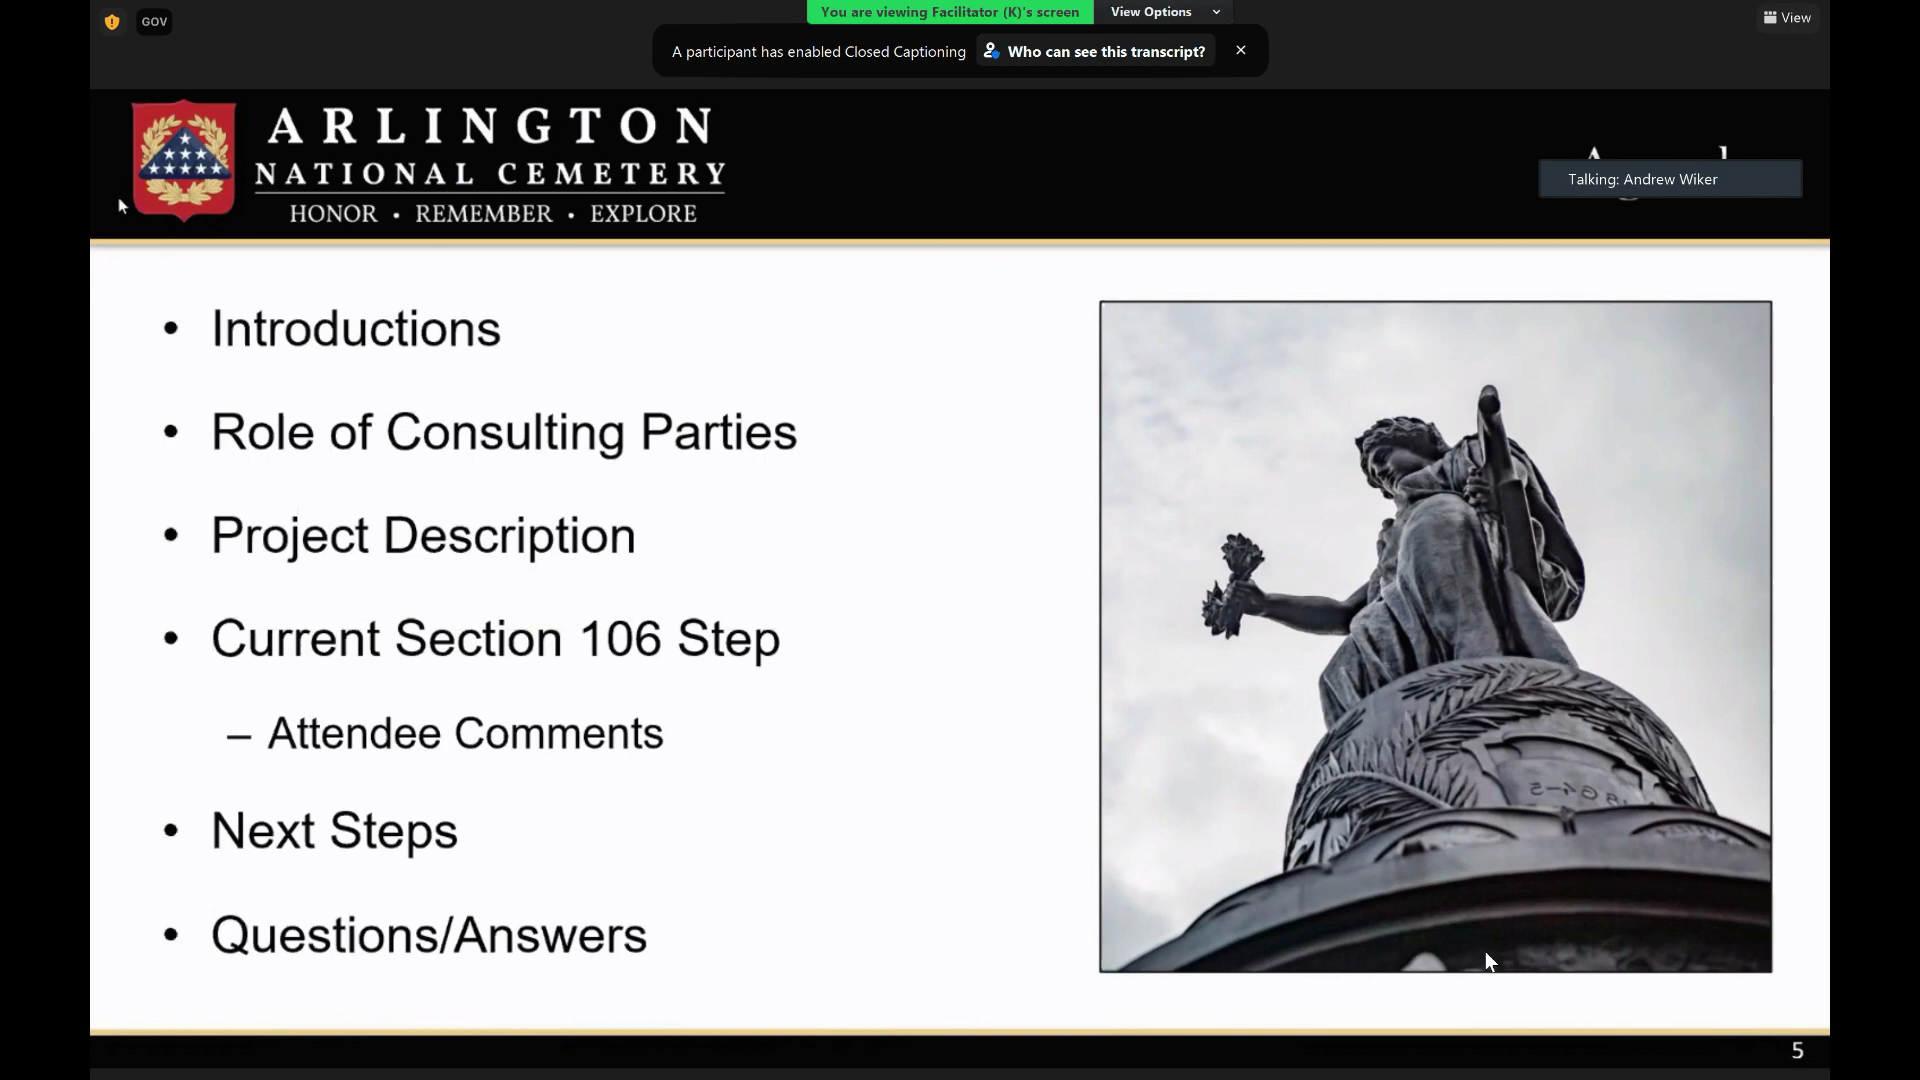 You are viewing Facilitator (K)'s screen
View Options
GOV
View
A participant has enabled Closed Captioning
Who can see this transcript?
ARLINGTON
NATIONAL CEMETERY
HONOR • REMEMBER • EXPLORE
Talking: Andrew Wiker
• Introductions
• Role of Consulting Parties
• Project Description
• Current Section 106 Step
– Attendee Comments
• Next Steps
• Questions/Answers
5